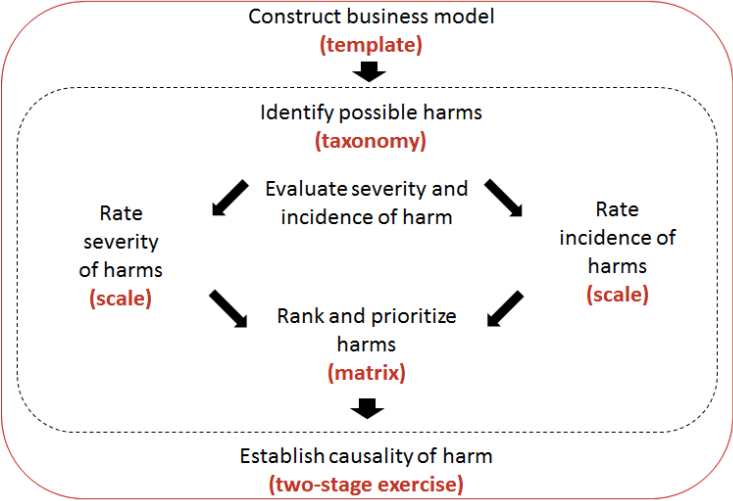 Construct business model
(template)
Identify possible harms
(taxonomy)
Evaluate severity and
incidence of harm
Rate
severity
of harms
(scale)
Rate
incidence of
harms
(scale)
Rank and prioritize
harms
(matrix)
Establish causality of harm
(two-stage exercise)